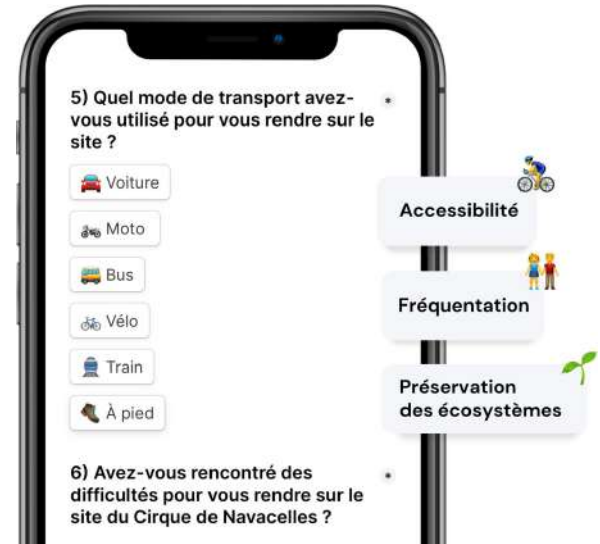 5) Quel mode de transport avez-
vous utilisé pour vous rendre sur le
site ?
*
Voiture
Moto
Bus
Vélo
Train
À pied
6) Avez-vous rencontré des
difficultés pour vous rendre sur le
site du Cirque de Navacelles ?
*
Accessibilité
Fréquentation
Préservation
des écosystèmes